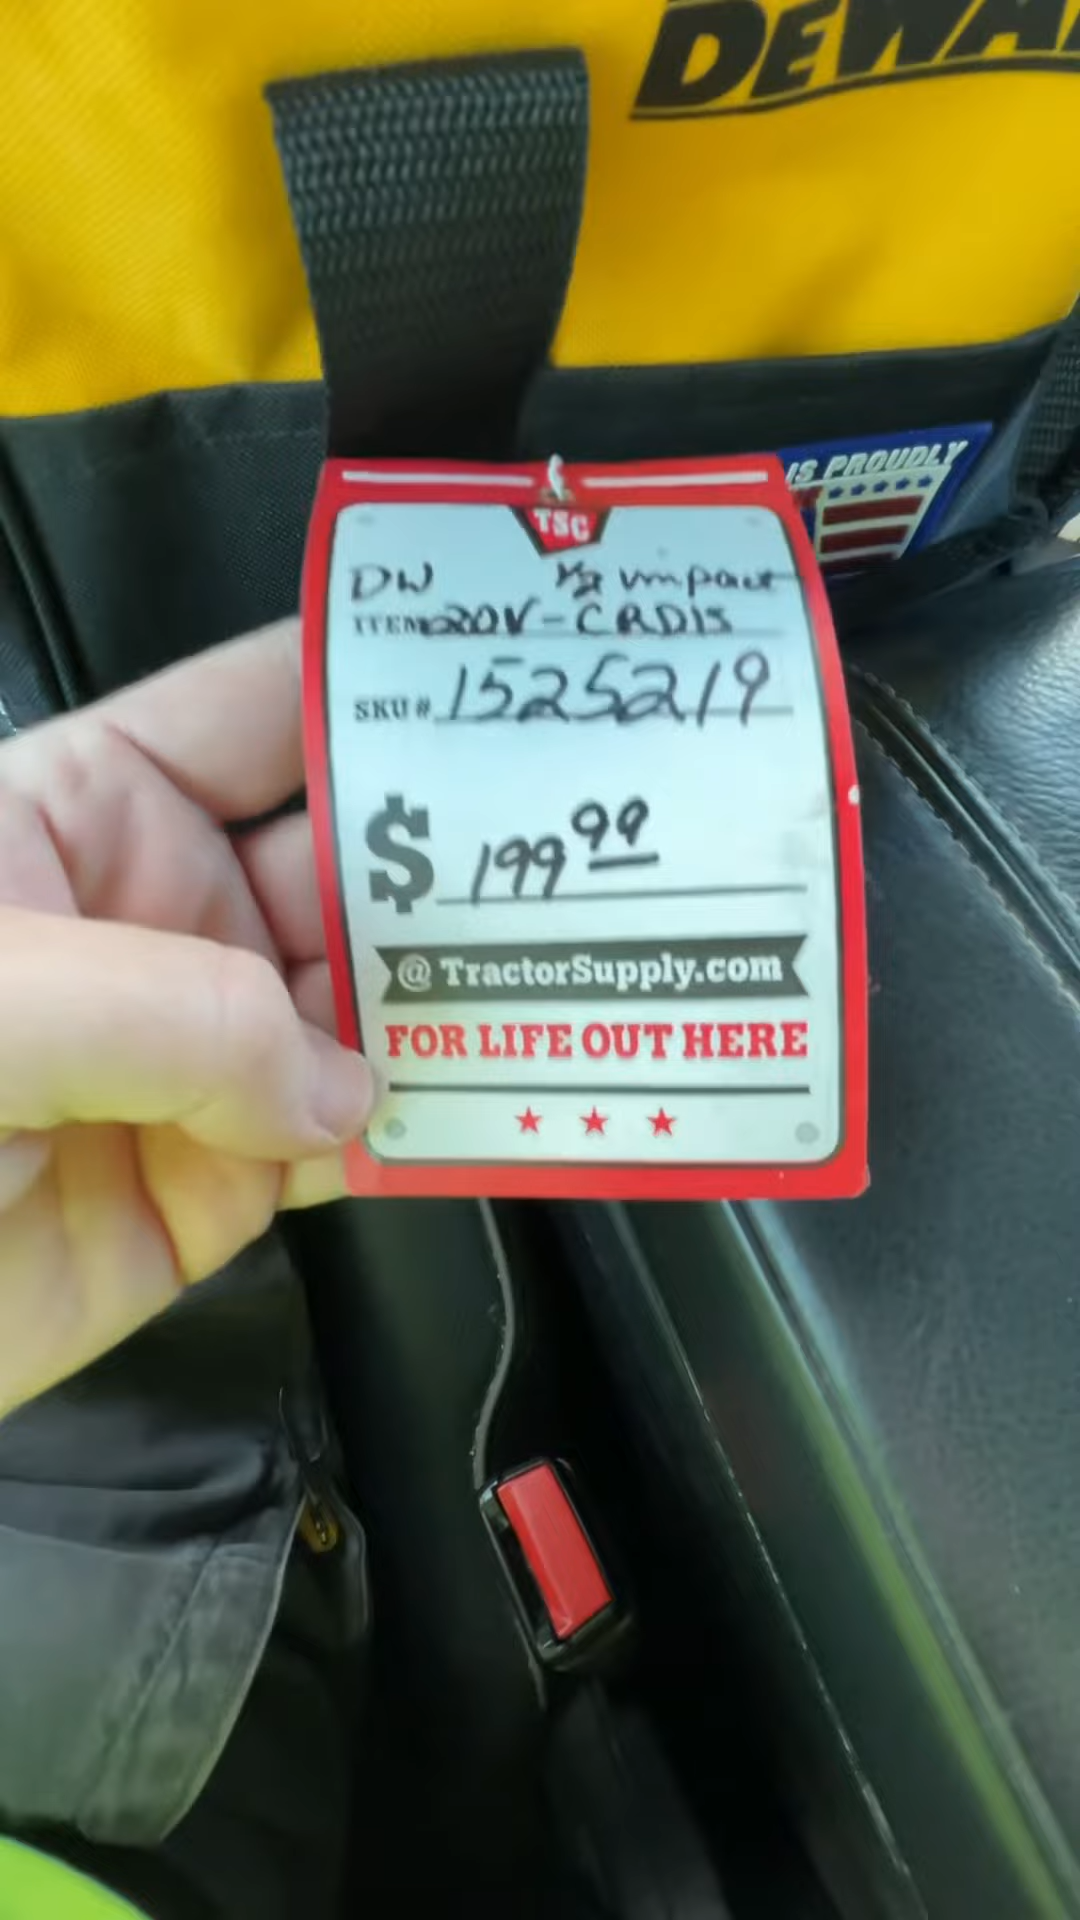 DEWA
IS PROUDLY
TSC
DW 1/2 impact
ITEM 20V - CRDLS
SKU# 1525219
$ 199 99
@ TractorSupply.com
FOR LIFE OUT HERE